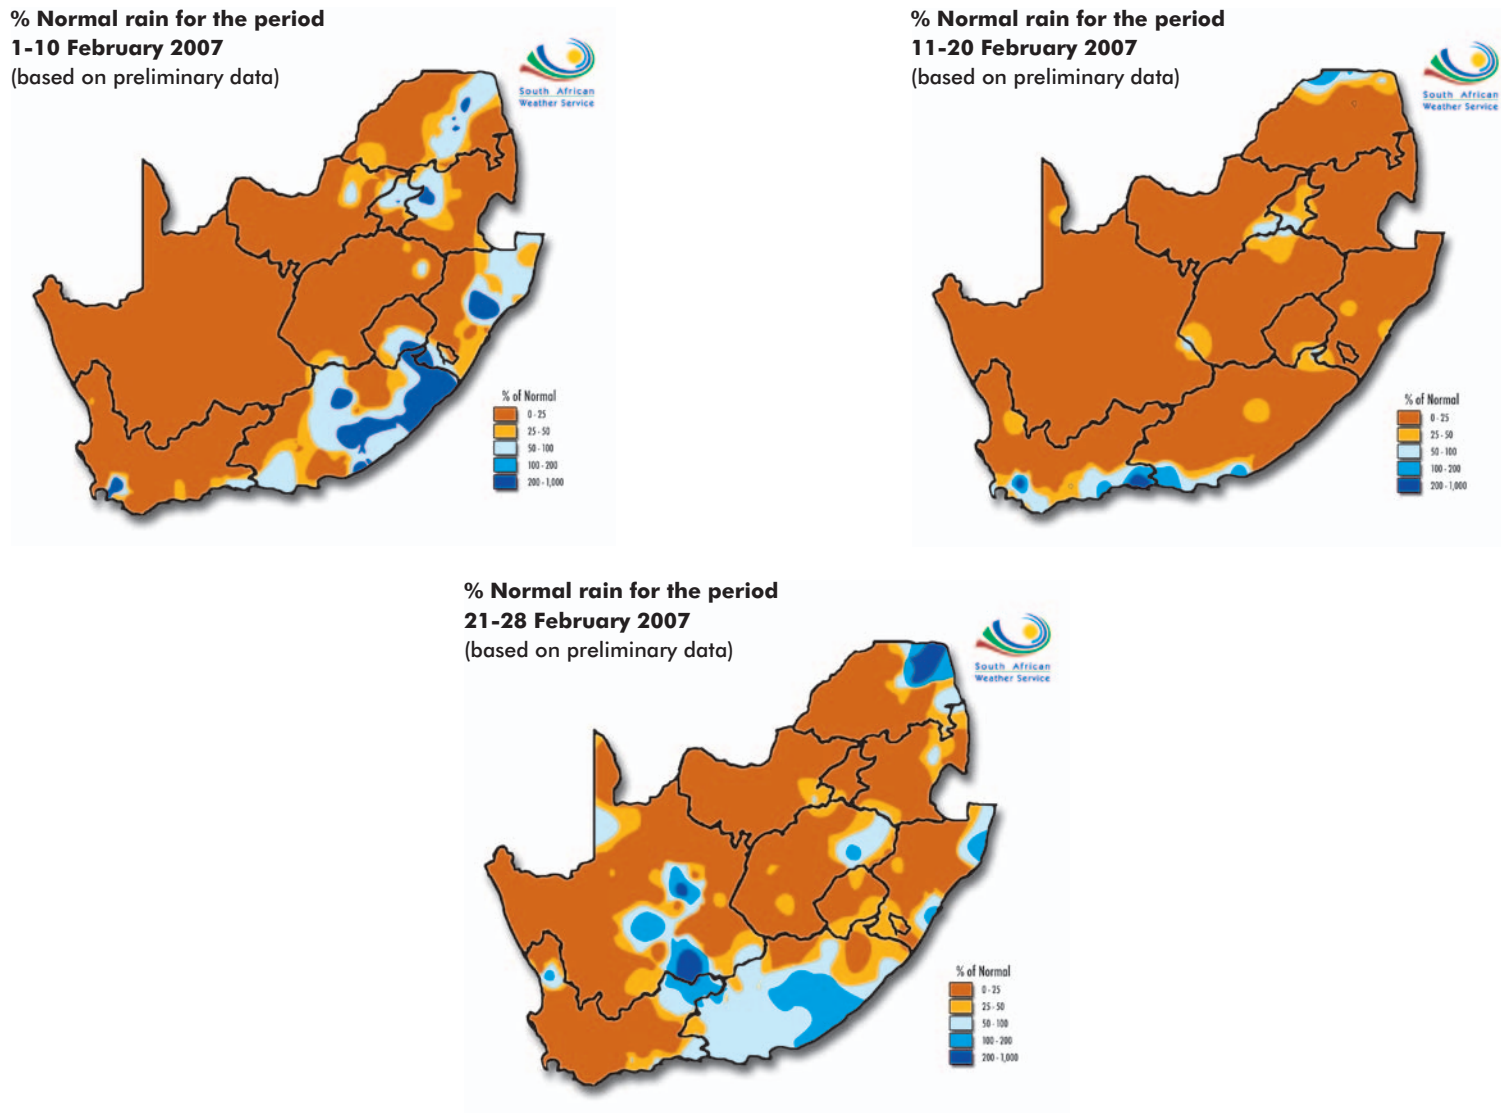 % Normal rain for the period
1-10 February 2007
(based on preliminary data)
South African
Weather Service
% of Normal
0 - 25
25 - 50
50 - 100
100 - 200
200 - 1,000
% Normal rain for the period
11-20 February 2007
(based on preliminary data)
South African
Weather Service
% of Normal
0 - 25
25 - 50
50 - 100
100 - 200
200 - 1,000
% Normal rain for the period
21-28 February 2007
(based on preliminary data)
South African
Weather Service
% of Normal
0 - 25
25 - 50
50 - 100
100 - 200
200 - 1,000